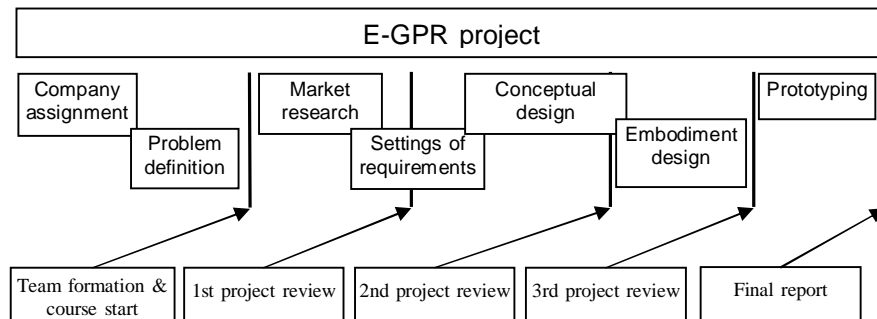 E-GPR project
Company
assignment
Problem
definition
Market
research
Settings of
requirements
Conceptual
design
Embodiment
design
Prototyping
Team formation &
course start
1st project review
2nd project review
3rd project review
Final report